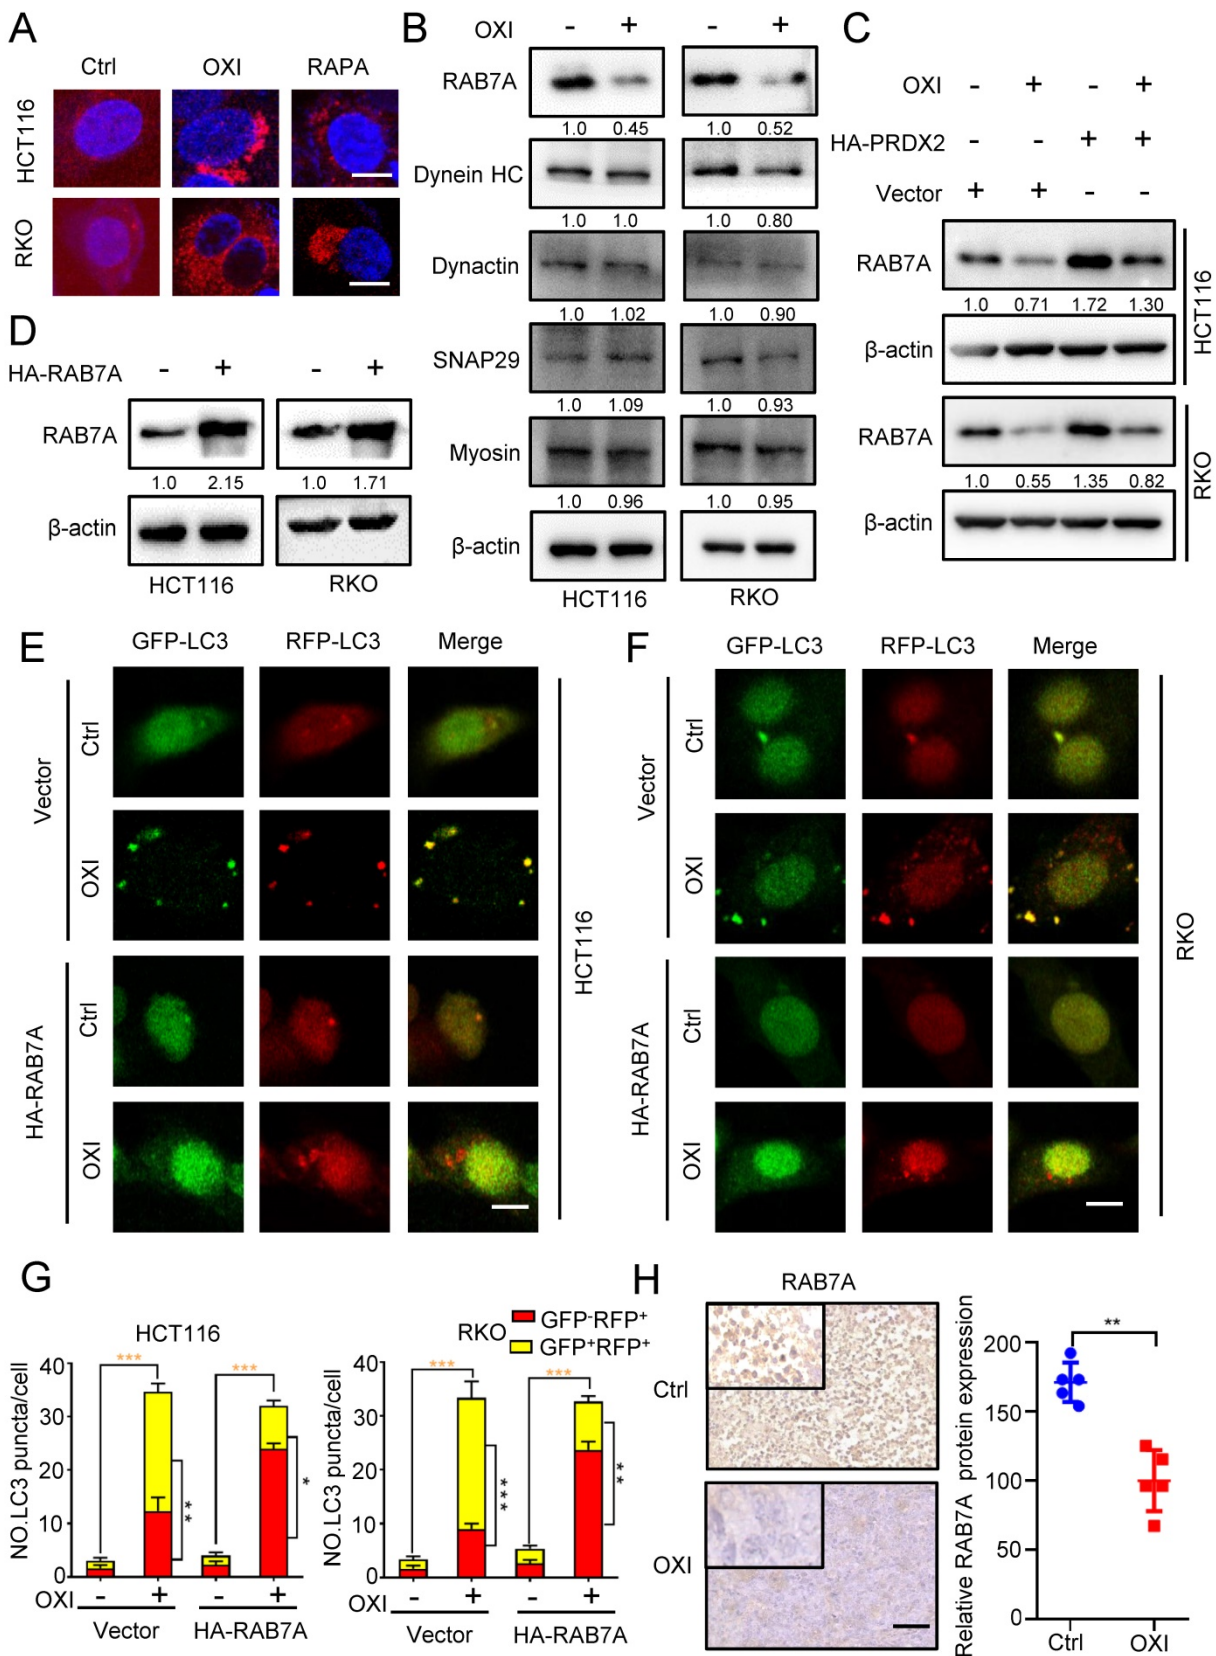 A
Ctrl OXI RAPA
HCT116
RKO
B
OXI - + - +
RAB7A
1.0 0.45 1.0 0.52
Dynein HC
1.0 1.0 1.0 0.80
Dynactin
1.0 1.02 1.0 0.90
SNAP29
1.0 1.09 1.0 0.93
Myosin
1.0 0.96 1.0 0.95
β-actin
HCT116 RKO
C
OXI - + - +
HA-PRDX2 - - + +
Vector + + - -
RAB7A
1.0 0.71 1.72 1.30
β-actin
HCT116
RAB7A
1.0 0.55 1.35 0.82
β-actin
RKO
D
HA-RAB7A - + - +
RAB7A
1.0 2.15 1.0 1.71
β-actin
HCT116 RKO
E
GFP-LC3 RFP-LC3 Merge
Vector
Ctrl
OXI
HA-RAB7A
Ctrl
OXI
HCT116
F
GFP-LC3 RFP-LC3 Merge
Vector
Ctrl
OXI
HA-RAB7A
Ctrl
OXI
RKO
G
GFP-RFP+
GFP+RFP+
HCT116
NO.LC3 puncta/cell
40
30
20
10
0
*** ***
**
*
OXI - + - +
Vector HA-RAB7A
RKO
NO.LC3 puncta/cell
40
30
20
10
0
*** ***
***
**
OXI - + - +
Vector HA-RAB7A
H
RAB7A
Ctrl
OXI
Relative RAB7A protein expression
200
150
100
50
0
**
Ctrl OXI